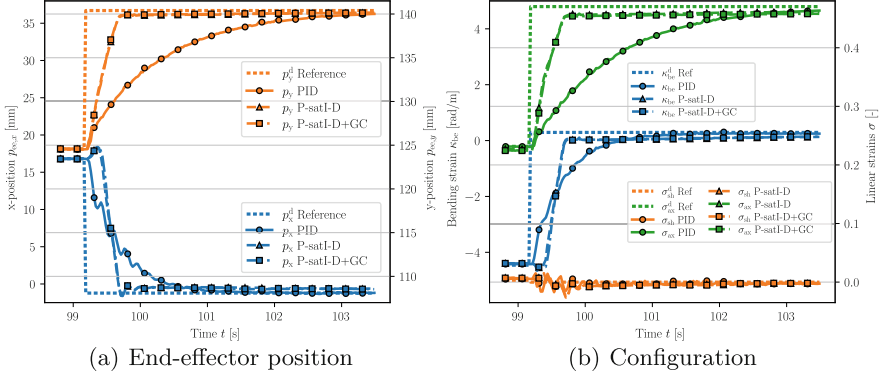 35
30
25
20
15
10
5
0
x-position p∞,x [mm]
140
135
130
125
120
115
110
y-position p∞,y [mm]
p_y^d Reference
p_y PID
p_y P-satI-D
p_y P-satI-D+GC
p_x^d Reference
p_x PID
p_x P-satI-D
p_x P-satI-D+GC
99 100 101 102 103
Time t [s]
(a) End-effector position
4
2
0
−2
−4
Bending strain κ_be [rad/m]
0.4
0.3
0.2
0.1
0.0
Linear strains σ
κ_be^d Ref
κ_be PID
κ_be P-satI-D
κ_be P-satI-D+GC
σ_sh^d Ref
σ_ax^d Ref
σ_sh PID
σ_ax PID
σ_sh P-satI-D
σ_ax P-satI-D
σ_sh P-satI-D+GC
σ_ax P-satI-D+GC
99 100 101 102 103
Time t [s]
(b) Configuration